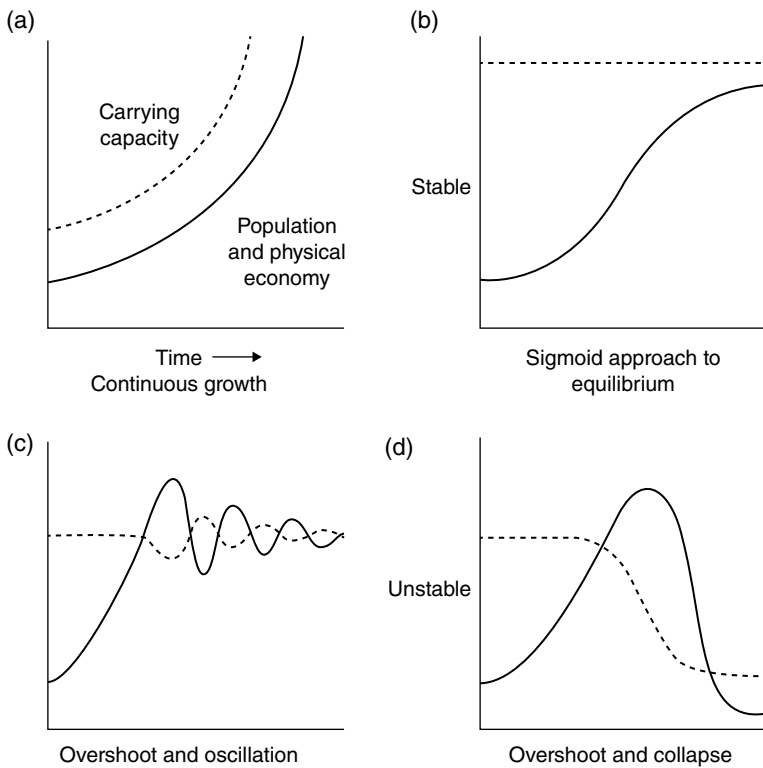 (a)
Carrying
capacity
Population
and physical
economy
Time
Continuous growth
(b)
Stable
Sigmoid approach to
equilibrium
(c)
Overshoot and oscillation
(d)
Unstable
Overshoot and collapse